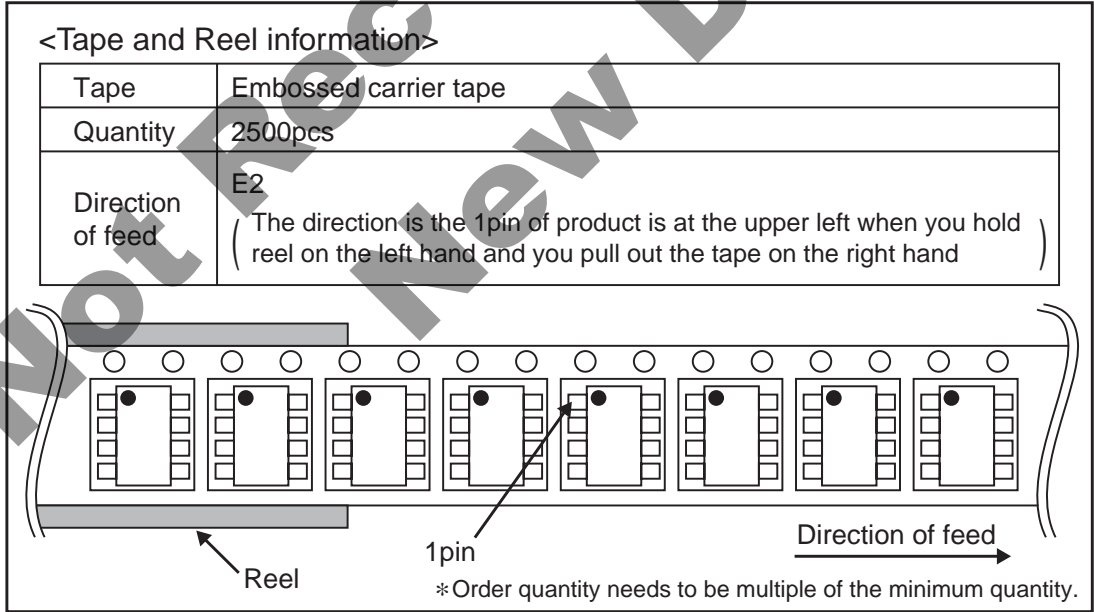 <Tape and Reel information>
Tape Embossed carrier tape
Quantity 2500pcs
Direction of feed E2
( The direction is the 1pin of product is at the upper left when you hold
reel on the left hand and you pull out the tape on the right hand )
1pin
Direction of feed
Reel
*Order quantity needs to be multiple of the minimum quantity.
Not Rec
New D